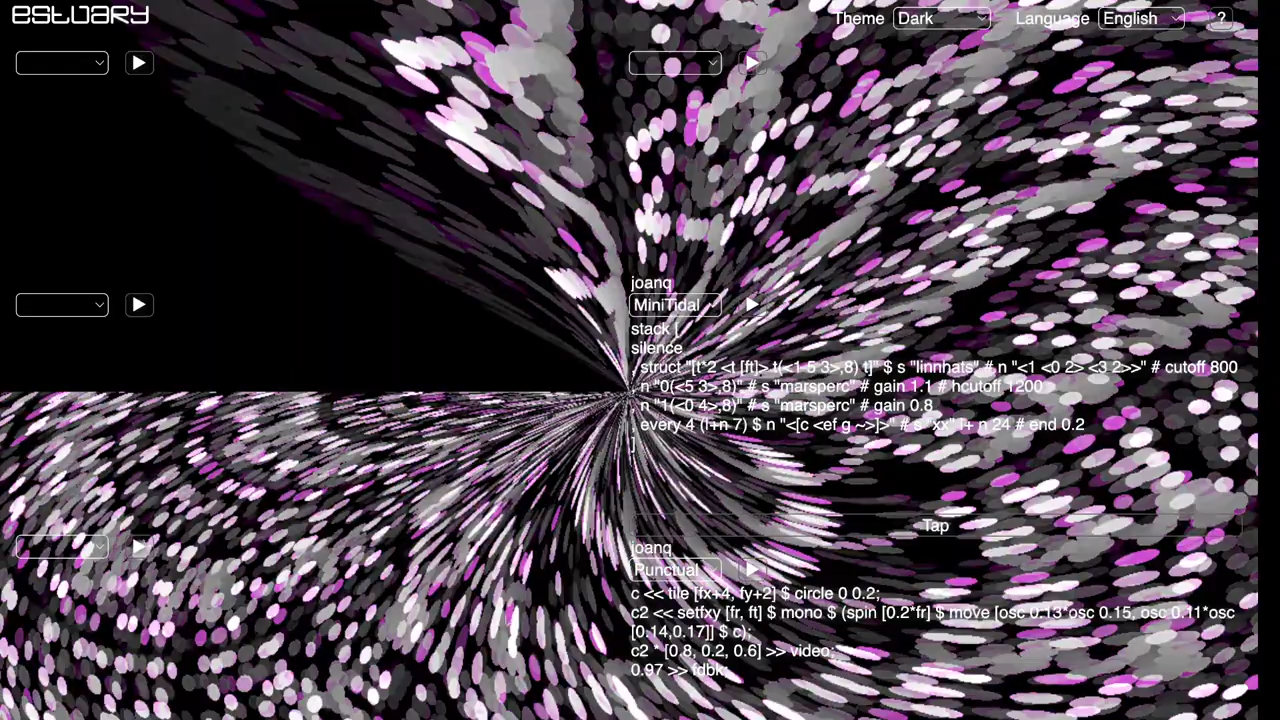 estuary
Theme Dark Language English ?
joanq
MiniTidal
stack [
silence
, struct "[t*2 <t [ft]> t(<1 5 3>,8) t]" $ s "linnhats" # n "<1 <0 2> <3 2>>" # cutoff 800
, n "0(<5 3>,8)" # s "marsperc" # gain 1.1 # hcutoff 1200
, n "1(<0 4>,8)" # s "marsperc" # gain 0.8
, every 4 (|+n 7) $ n "<[c <ef g ~>]>" # s "xx" |+ n 24 # end 0.2
]
Tap
joanq
Punctual
c << tile [fx+4, fy+2] $ circle 0 0.2;
c2 << setfxy [fr, ft] $ mono $ (spin [0.2*fr] $ move [osc 0.13*osc 0.15, osc 0.11*osc
[0.14,0.17]] $ c);
c2 * [0.8, 0.2, 0.6] >> video;
0.97 >> fdbk;